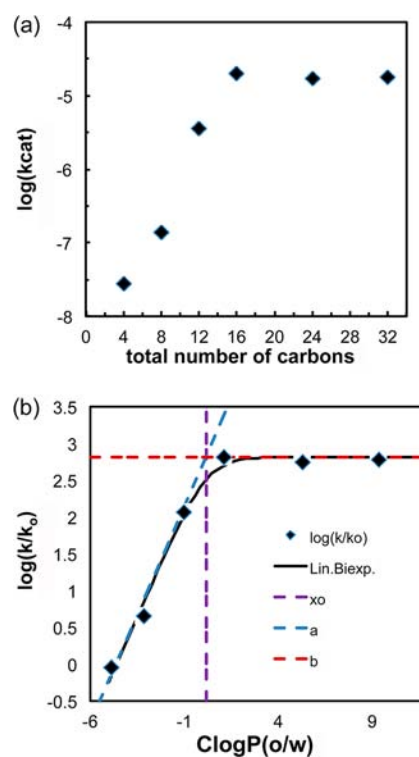 (a)
-4
-5
-6
-7
-8
log(kcat)
0 4 8 12 16 20 24 28 32
total number of carbons
(b)
3.5
3
2.5
2
1.5
1
0.5
0
-0.5
log(k/ko)
log(k/ko)
Lin.Biexp.
xo
a
b
-6 -1 4 9
ClogP(o/w)